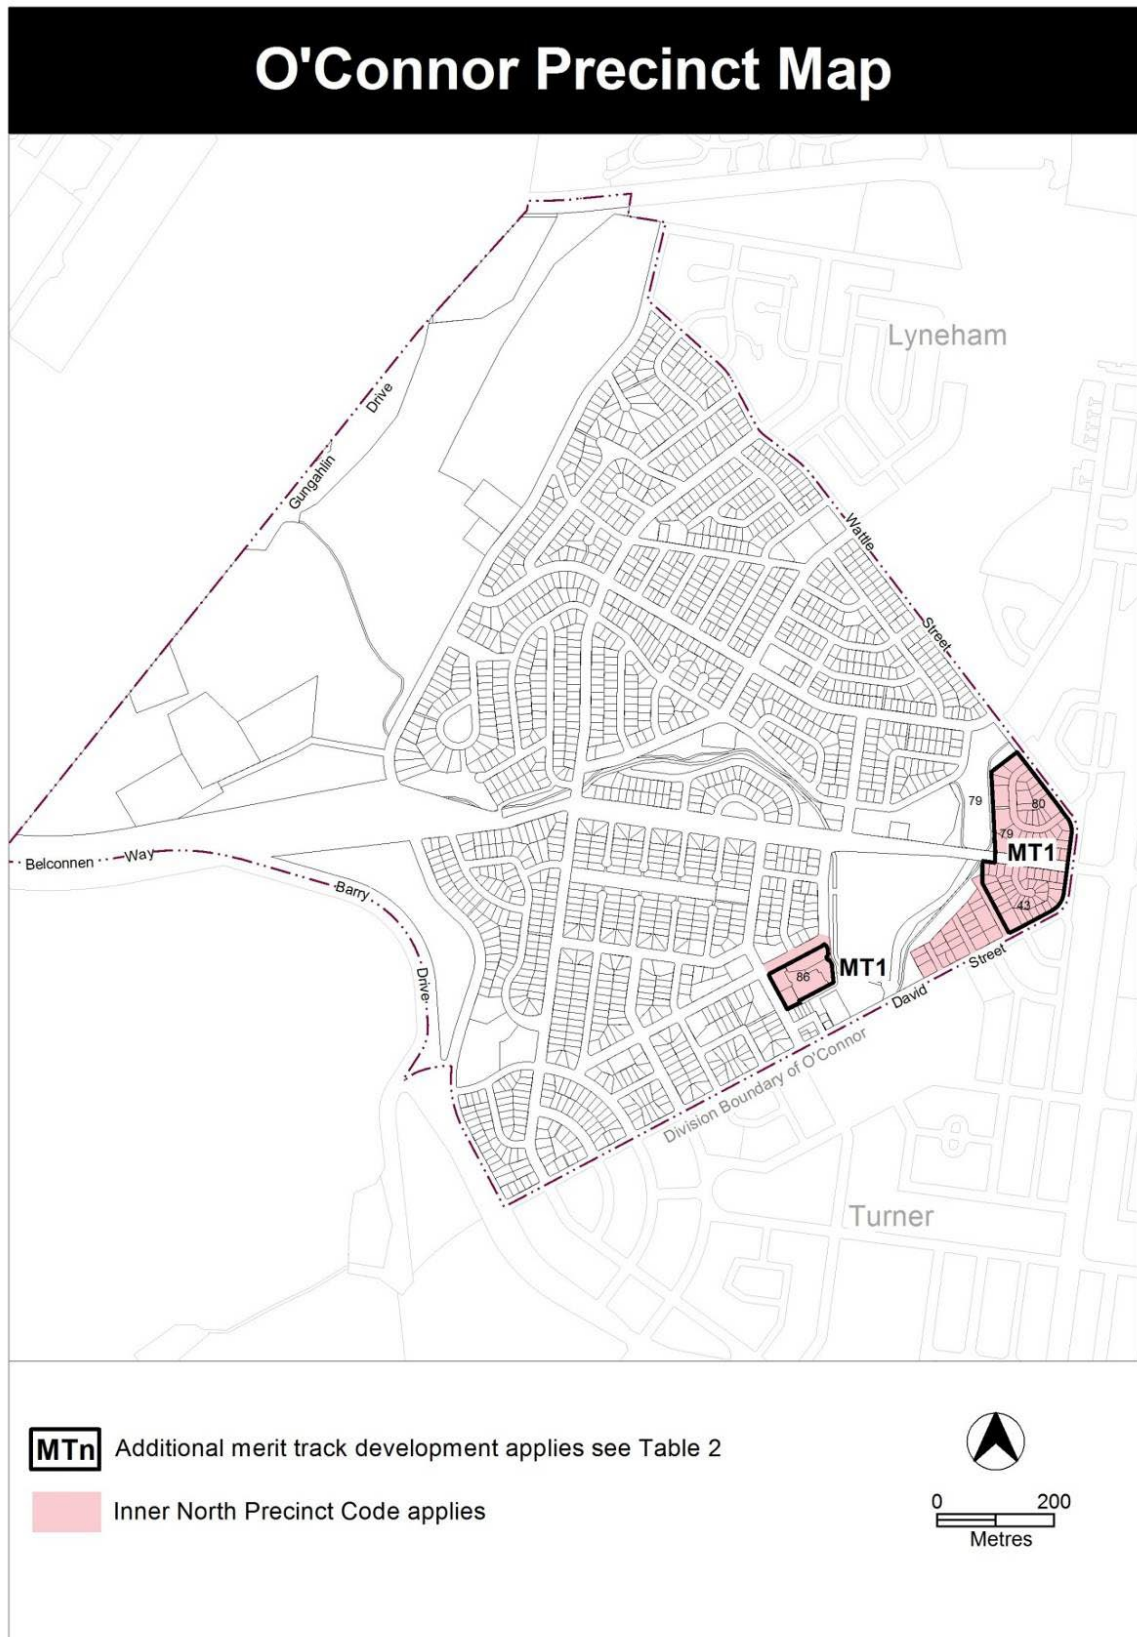 O'Connor Precinct Map
Lyneham
Gungahlin Drive
Wattle Street
79
80
79
MT1
43
Belconnen Way
Barry Drive
86
MT1
David Street
Division Boundary of O'Connor
Turner
MTn Additional merit track development applies see Table 2
Inner North Precinct Code applies
0 200
Metres